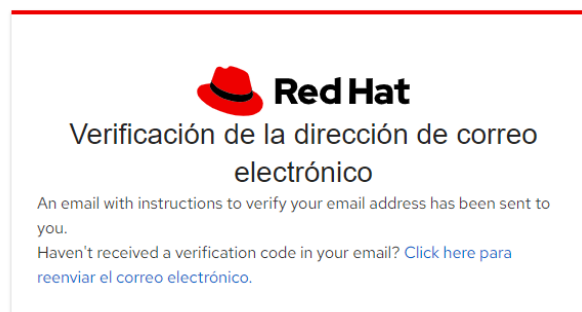 Red Hat
Verificación de la dirección de correo
electrónico
An email with instructions to verify your email address has been sent to
you.
Haven't received a verification code in your email? Click here para
reenviar el correo electrónico.